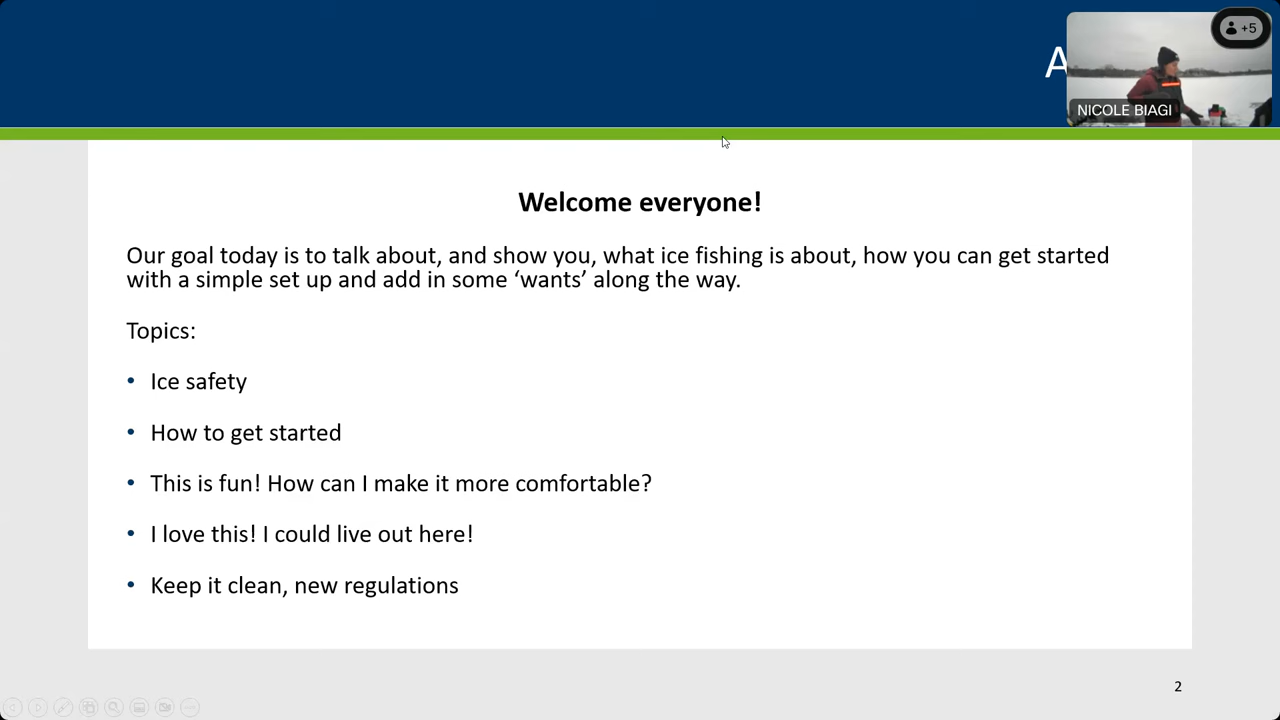 A
+5
NICOLE BIAGI
Welcome everyone!
Our goal today is to talk about, and show you, what ice fishing is about, how you can get started
with a simple set up and add in some ‘wants’ along the way.
Topics:
• Ice safety
• How to get started
• This is fun! How can I make it more comfortable?
• I love this! I could live out here!
• Keep it clean, new regulations
2